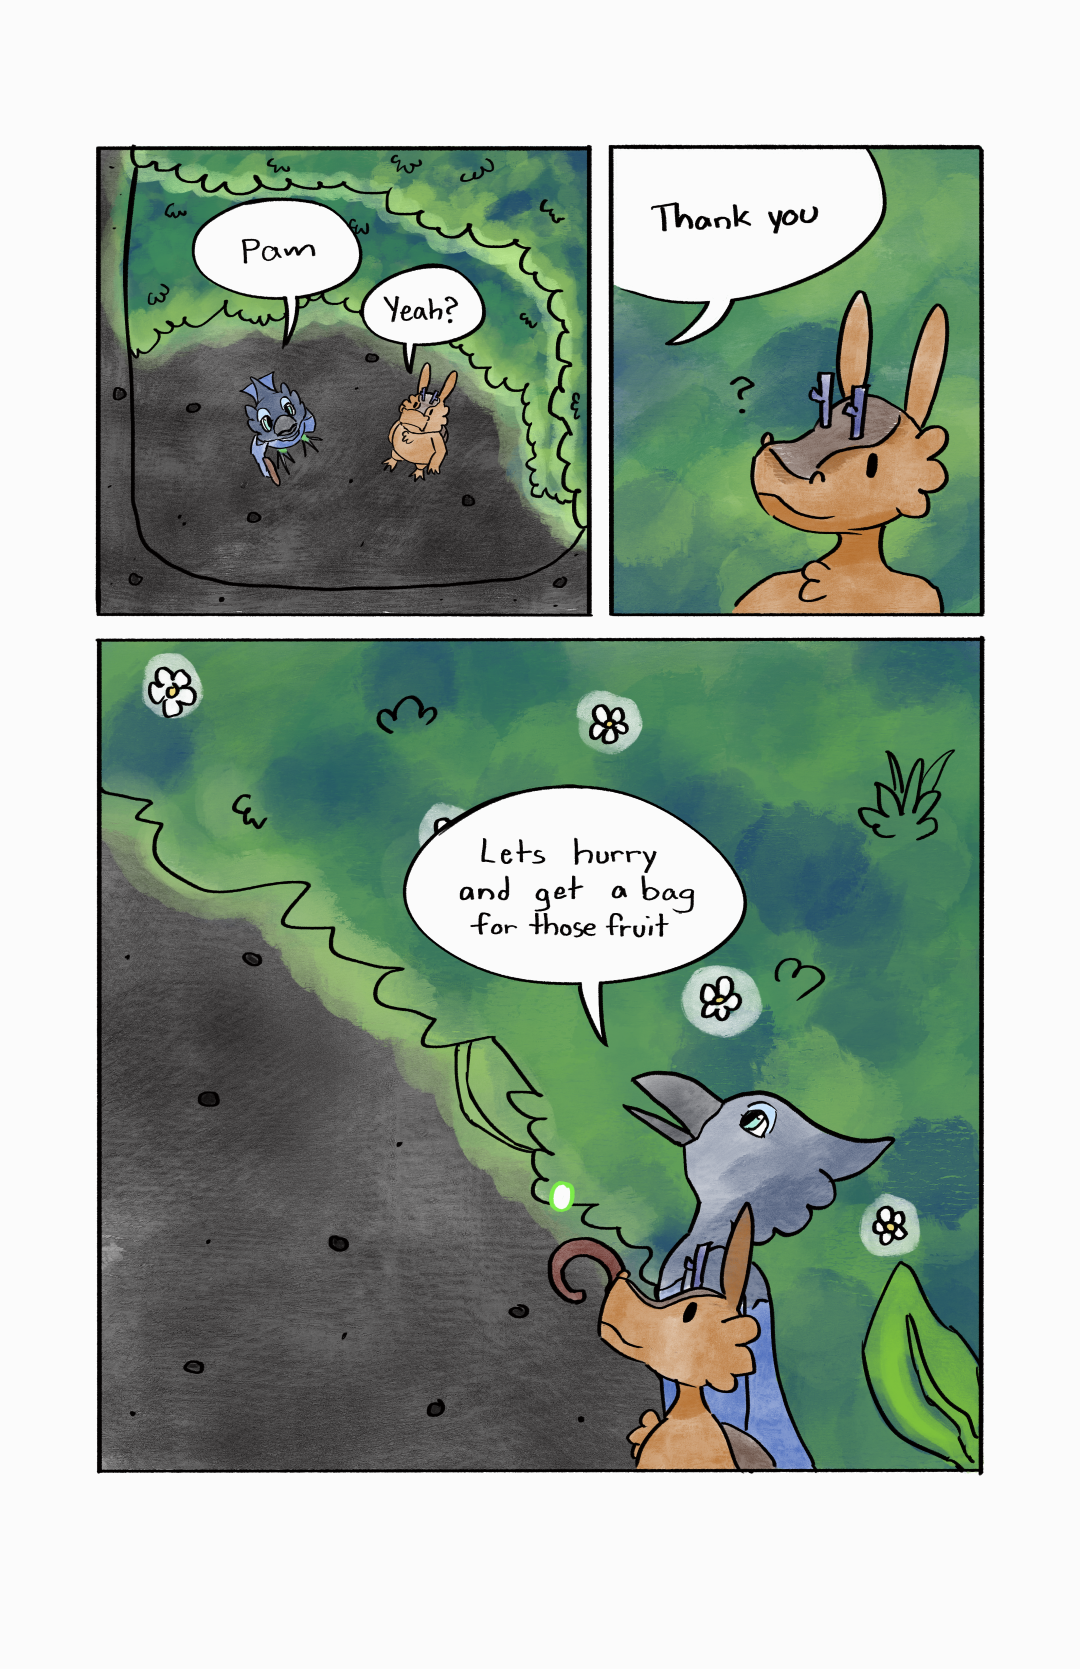 Pam
Yeah?
Thank you
?
Lets hurry
and get a bag
for those fruit